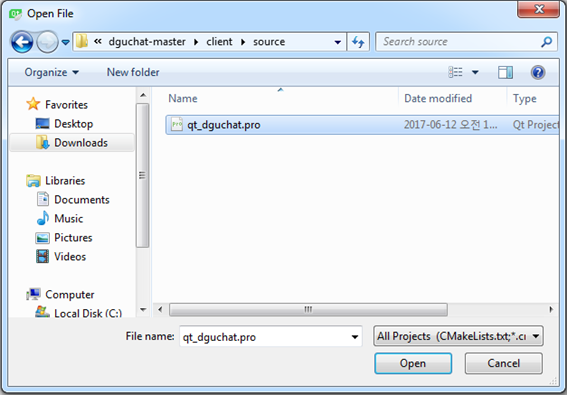 Open File
« dguchat-master client source
Search source
Organize New folder
Favorites
Desktop
Downloads
Libraries
Documents
Music
Pictures
Videos
Computer
Local Disk (C:)
Name Date modified Type
qt_dguchat.pro 2017-06-12 오전 1... Qt Project
File name: qt_dguchat.pro All Projects (CMakeLists.txt;*.cr
Open Cancel